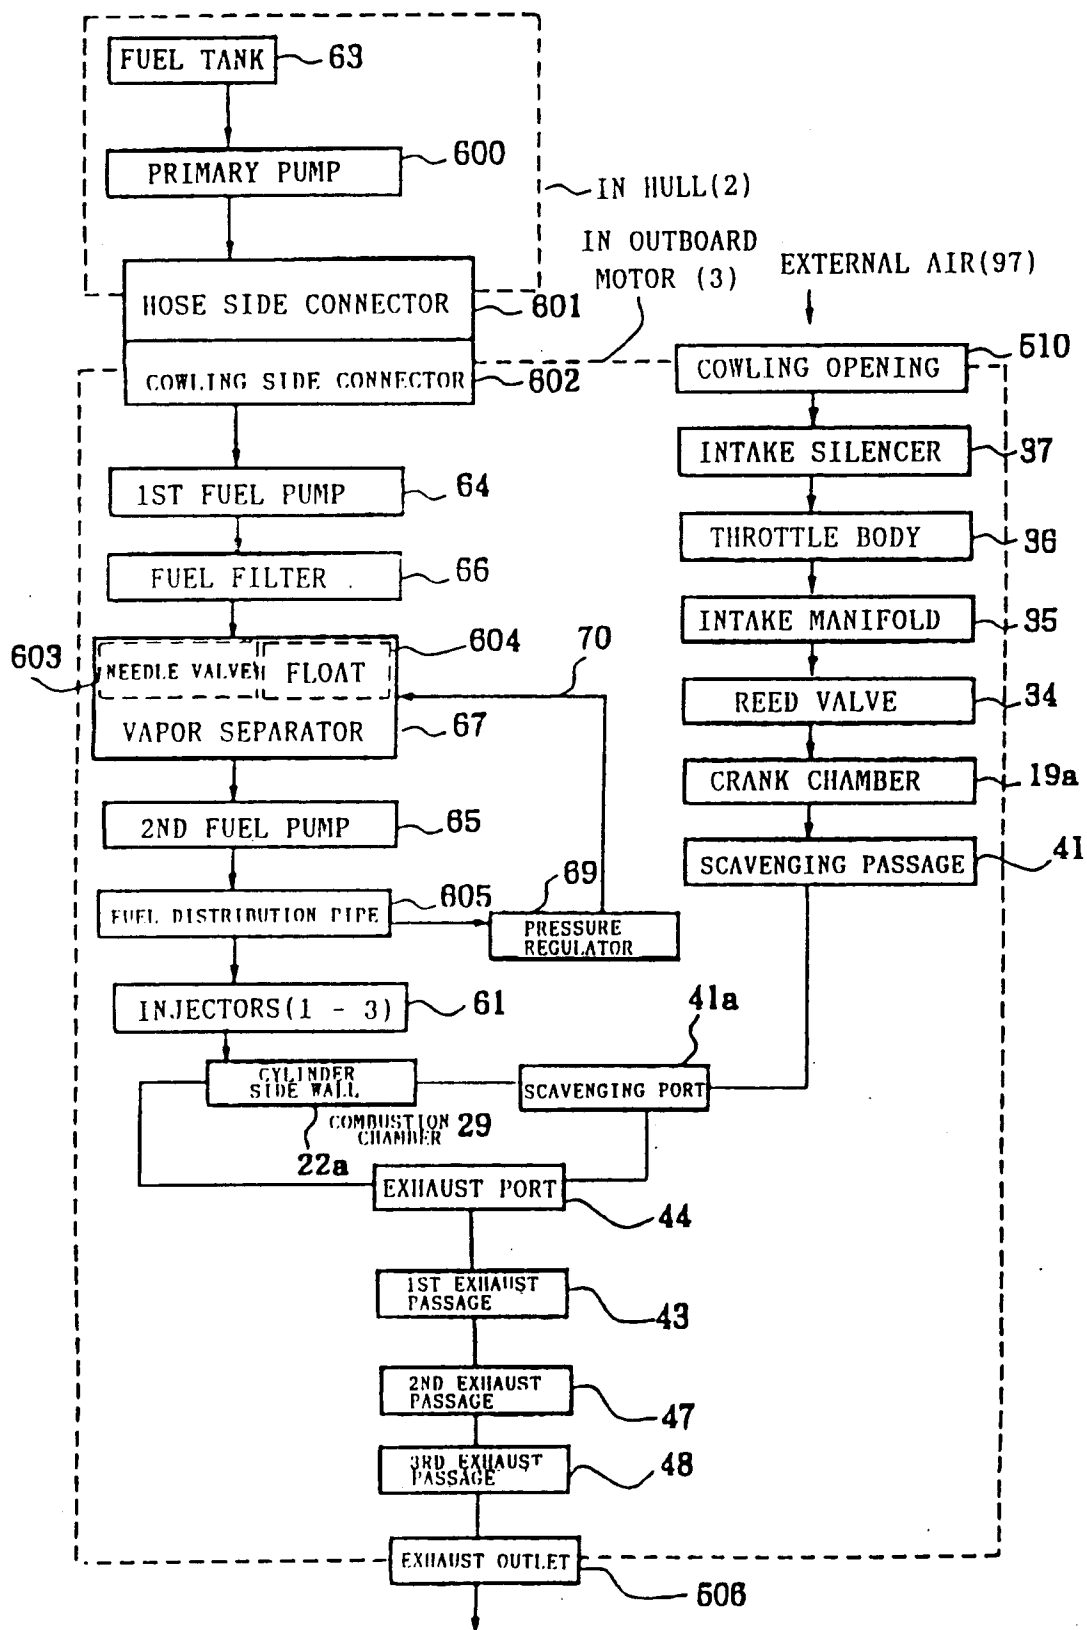 FUEL TANK
63
PRIMARY PUMP
600
IN HULL(2)
IN OUTBOARD
MOTOR (3)
EXTERNAL AIR(97)
HOSE SIDE CONNECTOR
601
COWLING SIDE CONNECTOR
602
COWLING OPENING
610
INTAKE SILENCER
37
1ST FUEL PUMP
64
THROTTLE BODY
36
FUEL FILTER
66
INTAKE MANIFOLD
35
603
NEEDLE VALVE
FLOAT
604
70
VAPOR SEPARATOR
67
REED VALVE
34
CRANK CHAMBER
19a
2ND FUEL PUMP
65
SCAVENGING PASSAGE
41
FUEL DISTRIBUTION PIPE
605
69
PRESSURE
REGULATOR
INJECTORS(1 - 3)
61
41a
CYLINDER
SIDE WALL
SCAVENGING PORT
COMBUSTION
CHAMBER
29
22a
EXHAUST PORT
44
1ST EXHAUST
PASSAGE
43
2ND EXHAUST
PASSAGE
47
3RD EXHAUST
PASSAGE
48
EXHAUST OUTLET
606